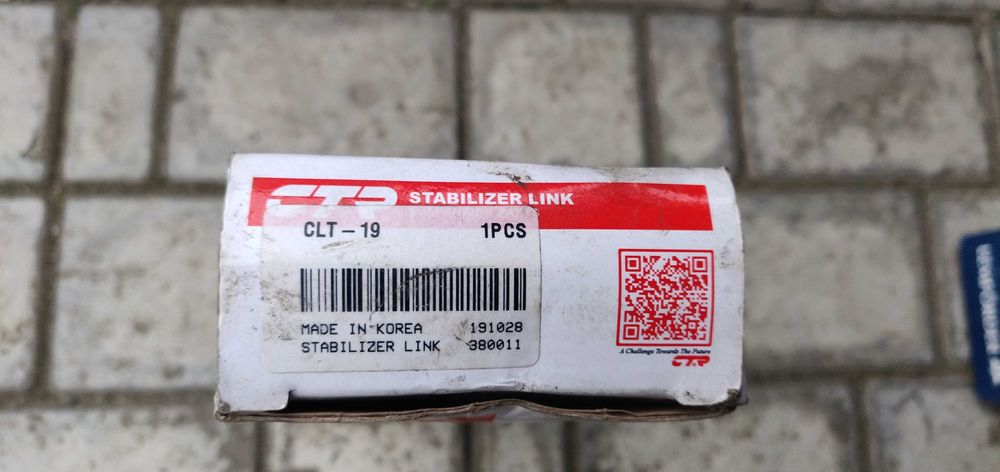 CTR STABILIZER LINK
CLT-19 1PCS
MADE IN KOREA 191028
STABILIZER LINK 380011
A Challenge Towards The Future
CTR